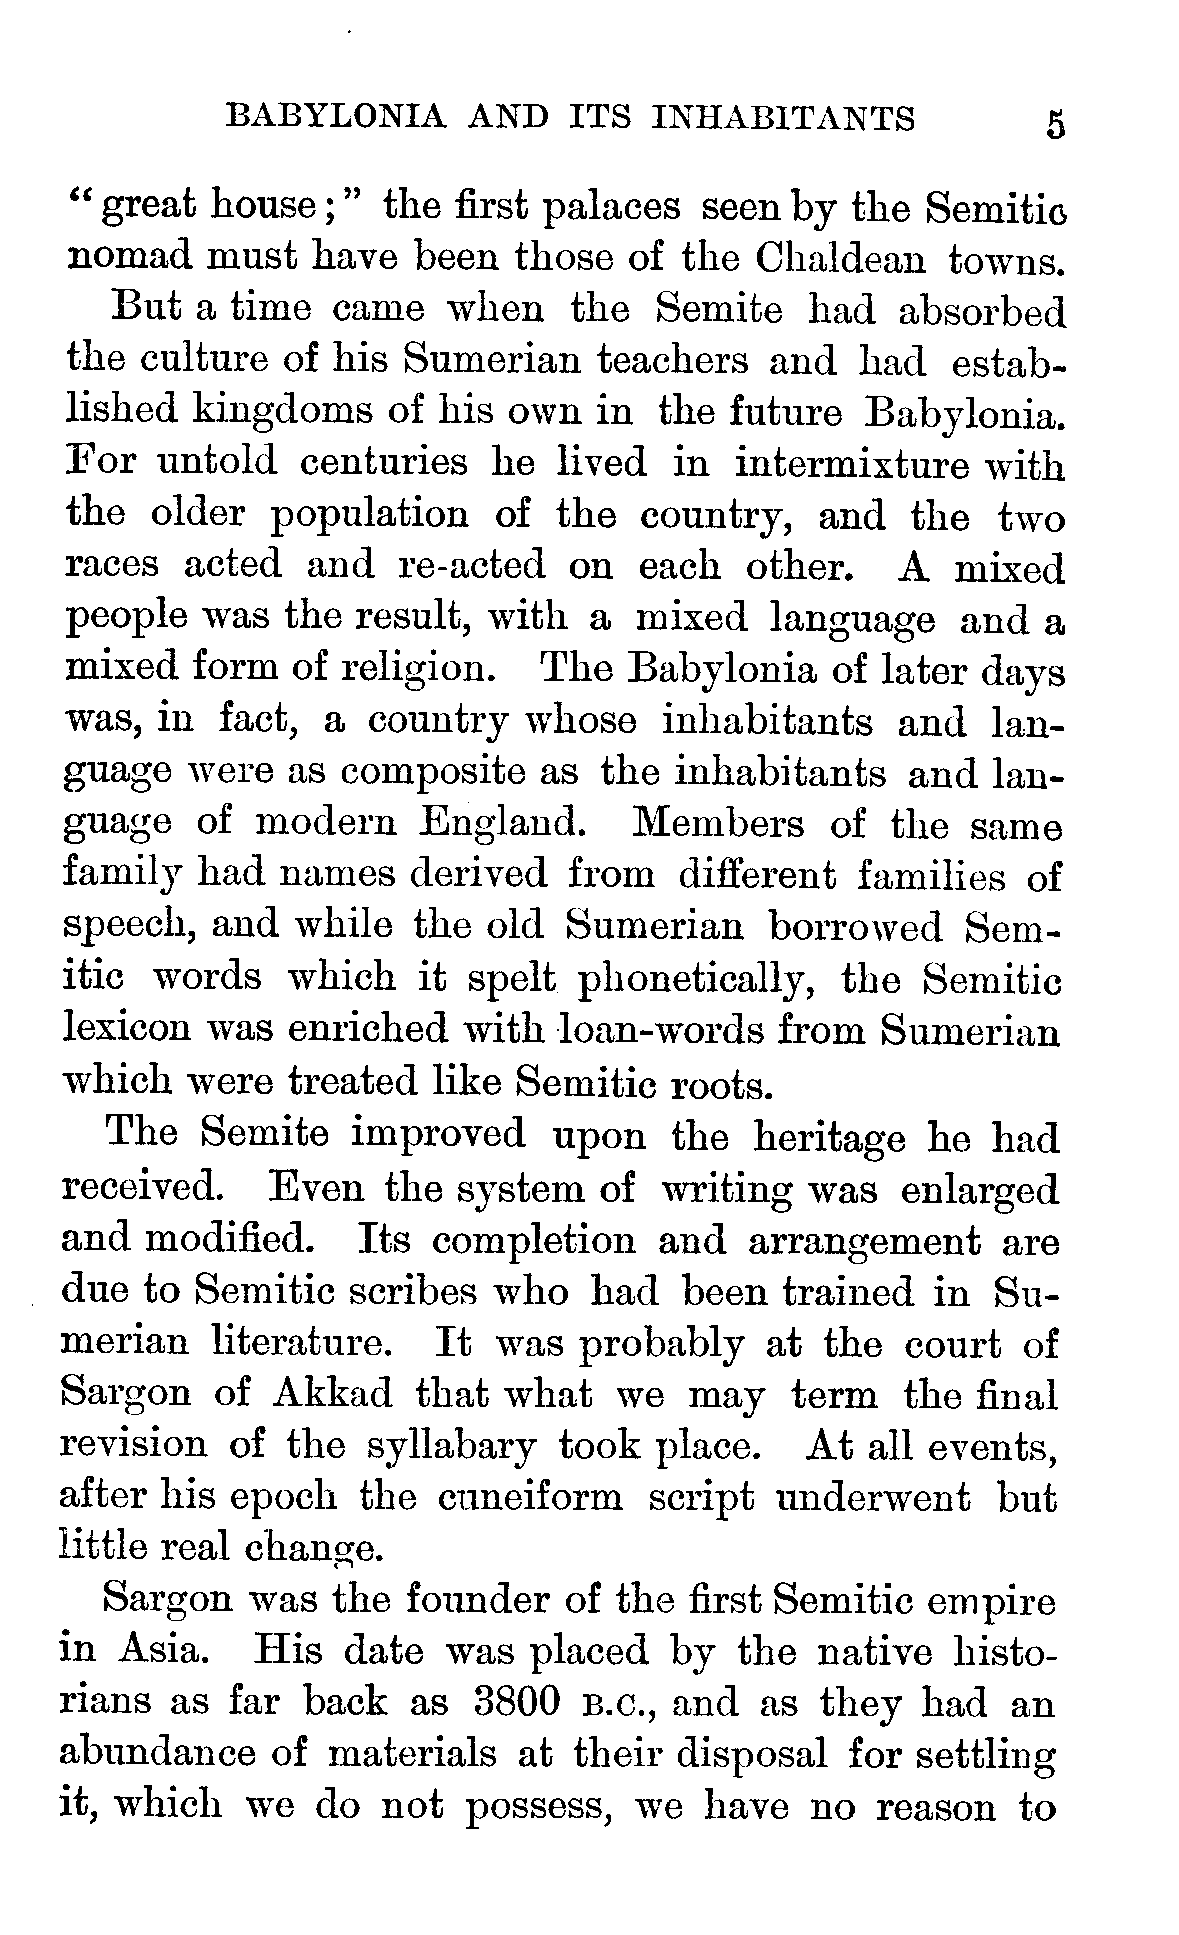 BABYLONIA AND ITS INHABITANTS 5
“great house;” the first palaces seen by the Semitic
nomad must have been those of the Chaldean towns.
But a time came when the Semite had absorbed
the culture of his Sumerian teachers and had estab-
lished kingdoms of his own in the future Babylonia.
For untold centuries he lived in intermixture with
the older population of the country, and the two
races acted and re-acted on each other. A mixed
people was the result, with a mixed language and a
mixed form of religion. The Babylonia of later days
was, in fact, a country whose inhabitants and lan-
guage were as composite as the inhabitants and lan-
guage of modern England. Members of the same
family had names derived from different families of
speech, and while the old Sumerian borrowed Sem-
itic words which it spelt phonetically, the Semitic
lexicon was enriched with loan-words from Sumerian
which were treated like Semitic roots.
The Semite improved upon the heritage he had
received. Even the system of writing was enlarged
and modified. Its completion and arrangement are
due to Semitic scribes who had been trained in Su-
merian literature. It was probably at the court of
Sargon of Akkad that what we may term the final
revision of the syllabary took place. At all events,
after his epoch the cuneiform script underwent but
little real change.
Sargon was the founder of the first Semitic empire
in Asia. His date was placed by the native histo-
rians as far back as 3800 B.C., and as they had an
abundance of materials at their disposal for settling
it, which we do not possess, we have no reason to